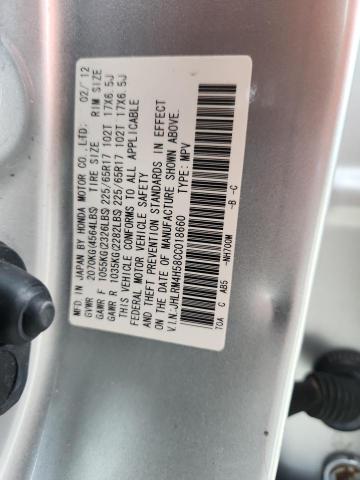 MFD. IN JAPAN BY HONDA MOTOR CO., LTD. 02/12
GVWR 2070KG(4564LBS) TIRE SIZE RIM SIZE
GAWR F 1055KG(2326LBS) 225/65R17 102T 17X6.5J
GAWR R 1035KG(2282LBS) 225/65R17 102T 17X6.5J
THIS VEHICLE CONFORMS TO ALL APPLICABLE
FEDERAL MOTOR VEHICLE SAFETY
AND THEFT PREVENTION STANDARDS IN EFFECT
ON THE DATE OF MANUFACTURE SHOWN ABOVE.
V.I.N:JHLRM4H58CC018660 TYPE: MPV
TOA C AB5 -NH700M -B -C